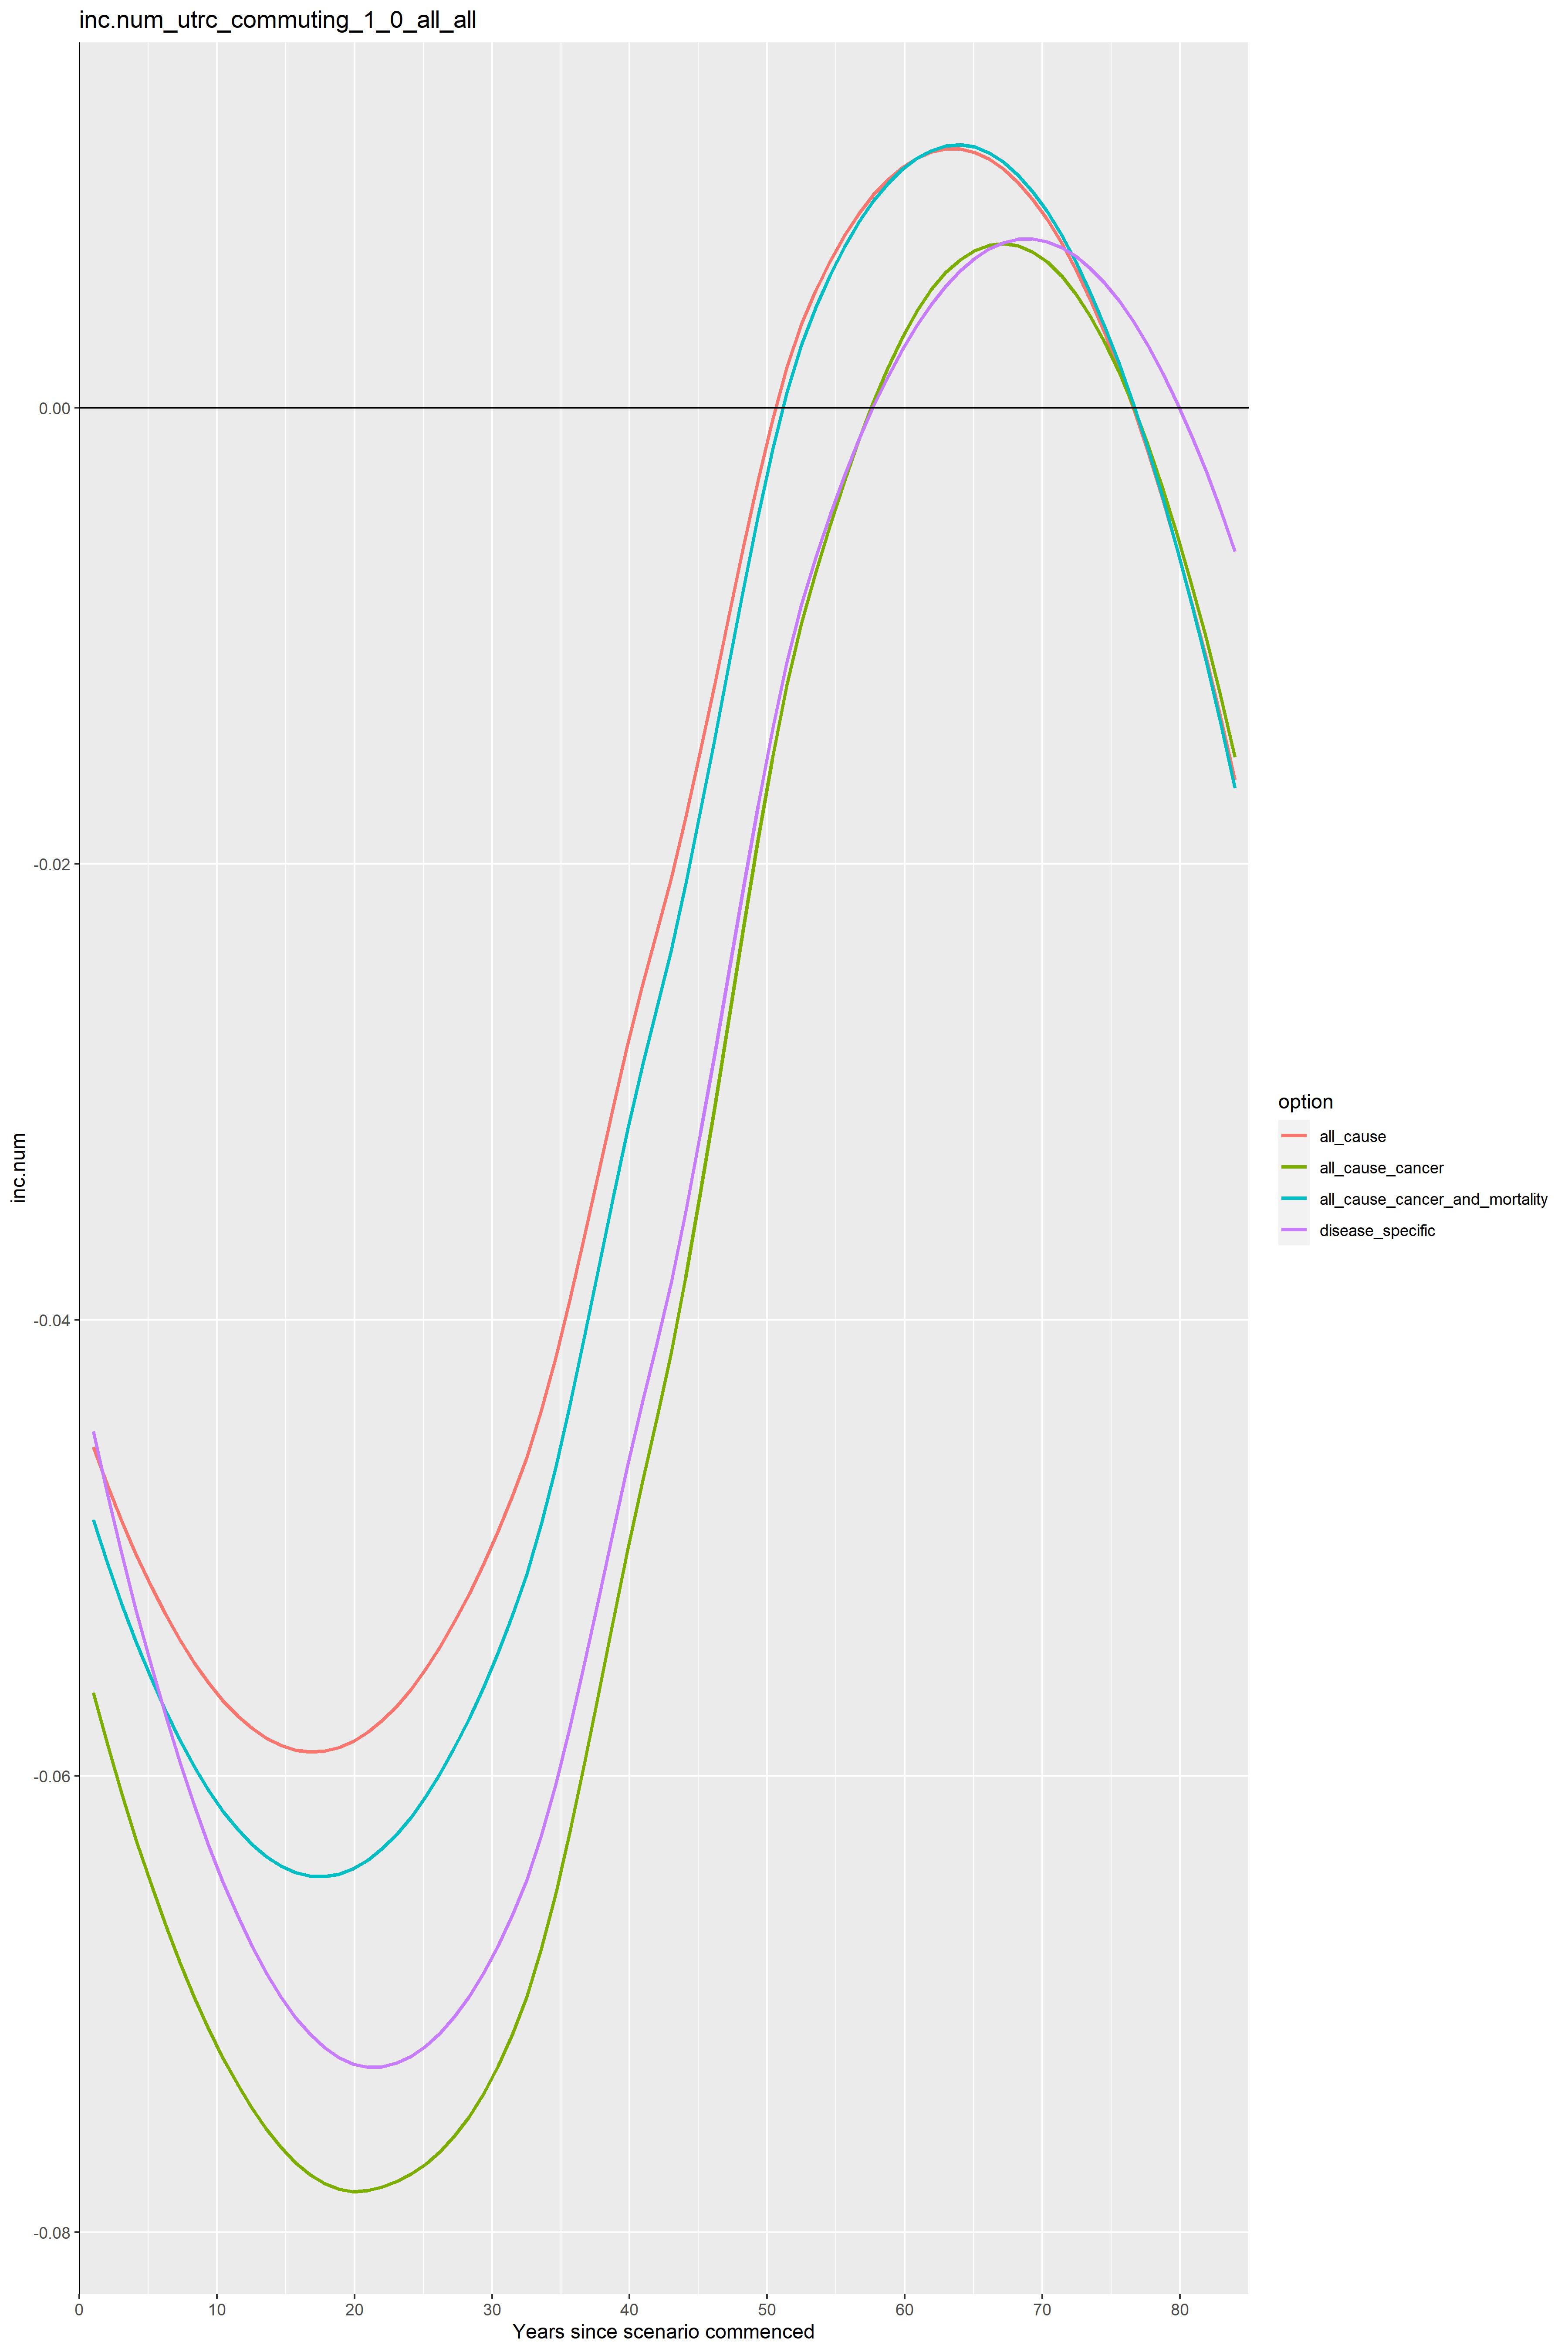 inc.num_utrc_commuting_1_0_all_all
0.00
-0.02
-0.04
-0.06
-0.08
inc.num
0 10 20 30 40 50 60 70 80
Years since scenario commenced
option
all_cause
all_cause_cancer
all_cause_cancer_and_mortality
disease_specific